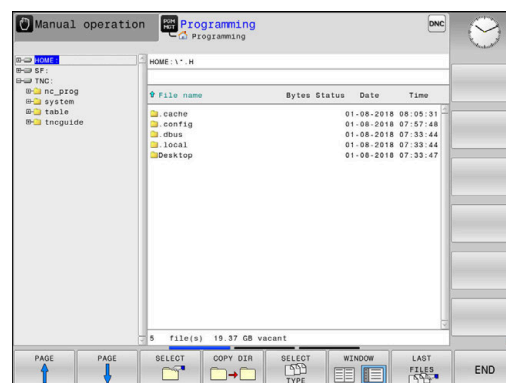 Manual operation
PGM
MGT
Programming
Programming
DNC
HOME:
SF:
TNC:
nc_prog
system
table
tncguide
HOME:\*.H
File name Bytes Status Date Time
.cache 01-08-2018 08:05:31
.config 01-08-2018 07:57:48
.dbus 01-08-2018 07:33:44
.local 01-08-2018 07:33:44
Desktop 01-08-2018 07:33:47
5 file(s) 19.37 GB vacant
PAGE
PAGE
SELECT
COPY DIR
SELECT
TYPE
WINDOW
LAST
FILES
END